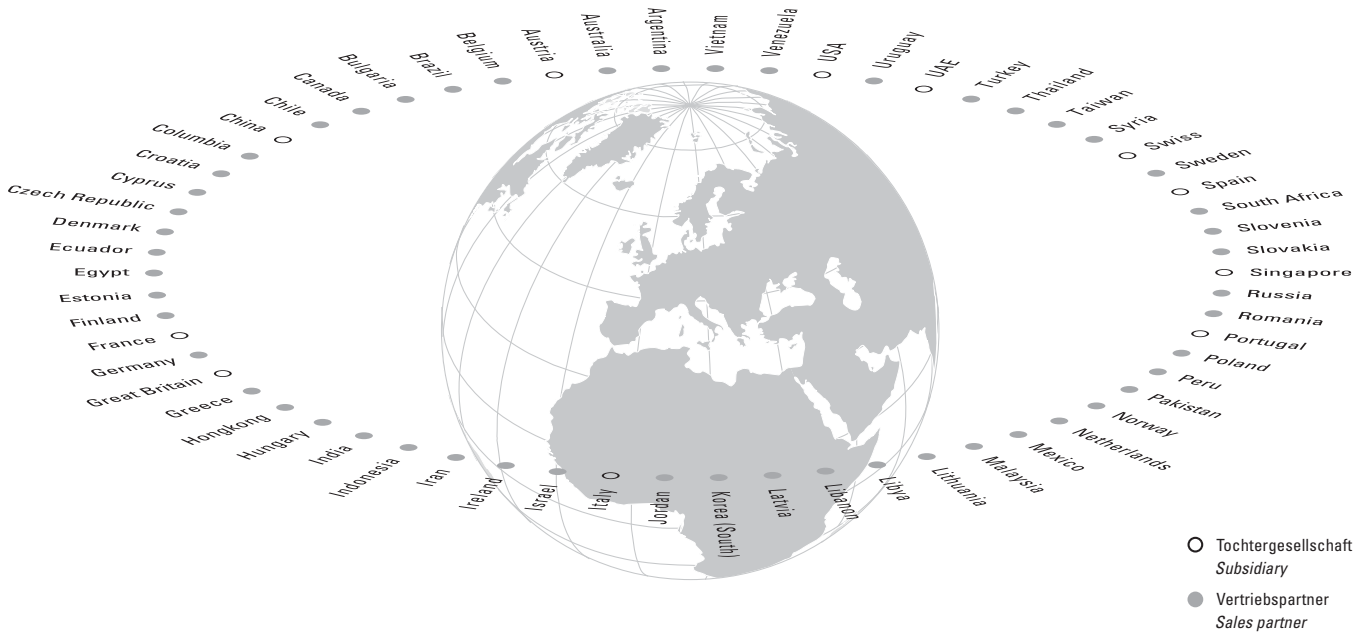 Argentina
Australia
Austria
Belgium
Brazil
Bulgaria
Canada
Chile
China
Columbia
Croatia
Cyprus
Czech Republic
Denmark
Ecuador
Egypt
Estonia
Finland
France
Germany
Great Britain
Greece
Hongkong
Hungary
India
Indonesia
Iran
Ireland
Israel
Italy
Jordan
Korea (South)
Latvia
Libanon
Libya
Lithuania
Malaysia
Mexico
Netherlands
Norway
Pakistan
Peru
Poland
Portugal
Romania
Russia
Singapore
Slovakia
Slovenia
South Africa
Spain
Sweden
Swiss
Syria
Taiwan
Thailand
Turkey
UAE
Uruguay
USA
Venezuela
Vietnam
Tochtergesellschaft
Subsidiary
Vertriebspartner
Sales partner